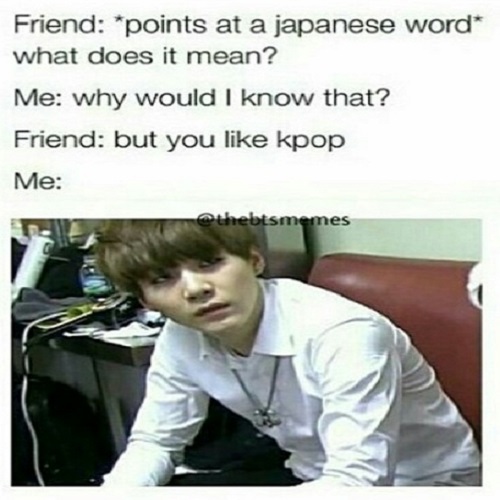 Friend: *points at a japanese word*
what does it mean?
Me: why would I know that?
Friend: but you like kpop
Me:
@thebtsmemes